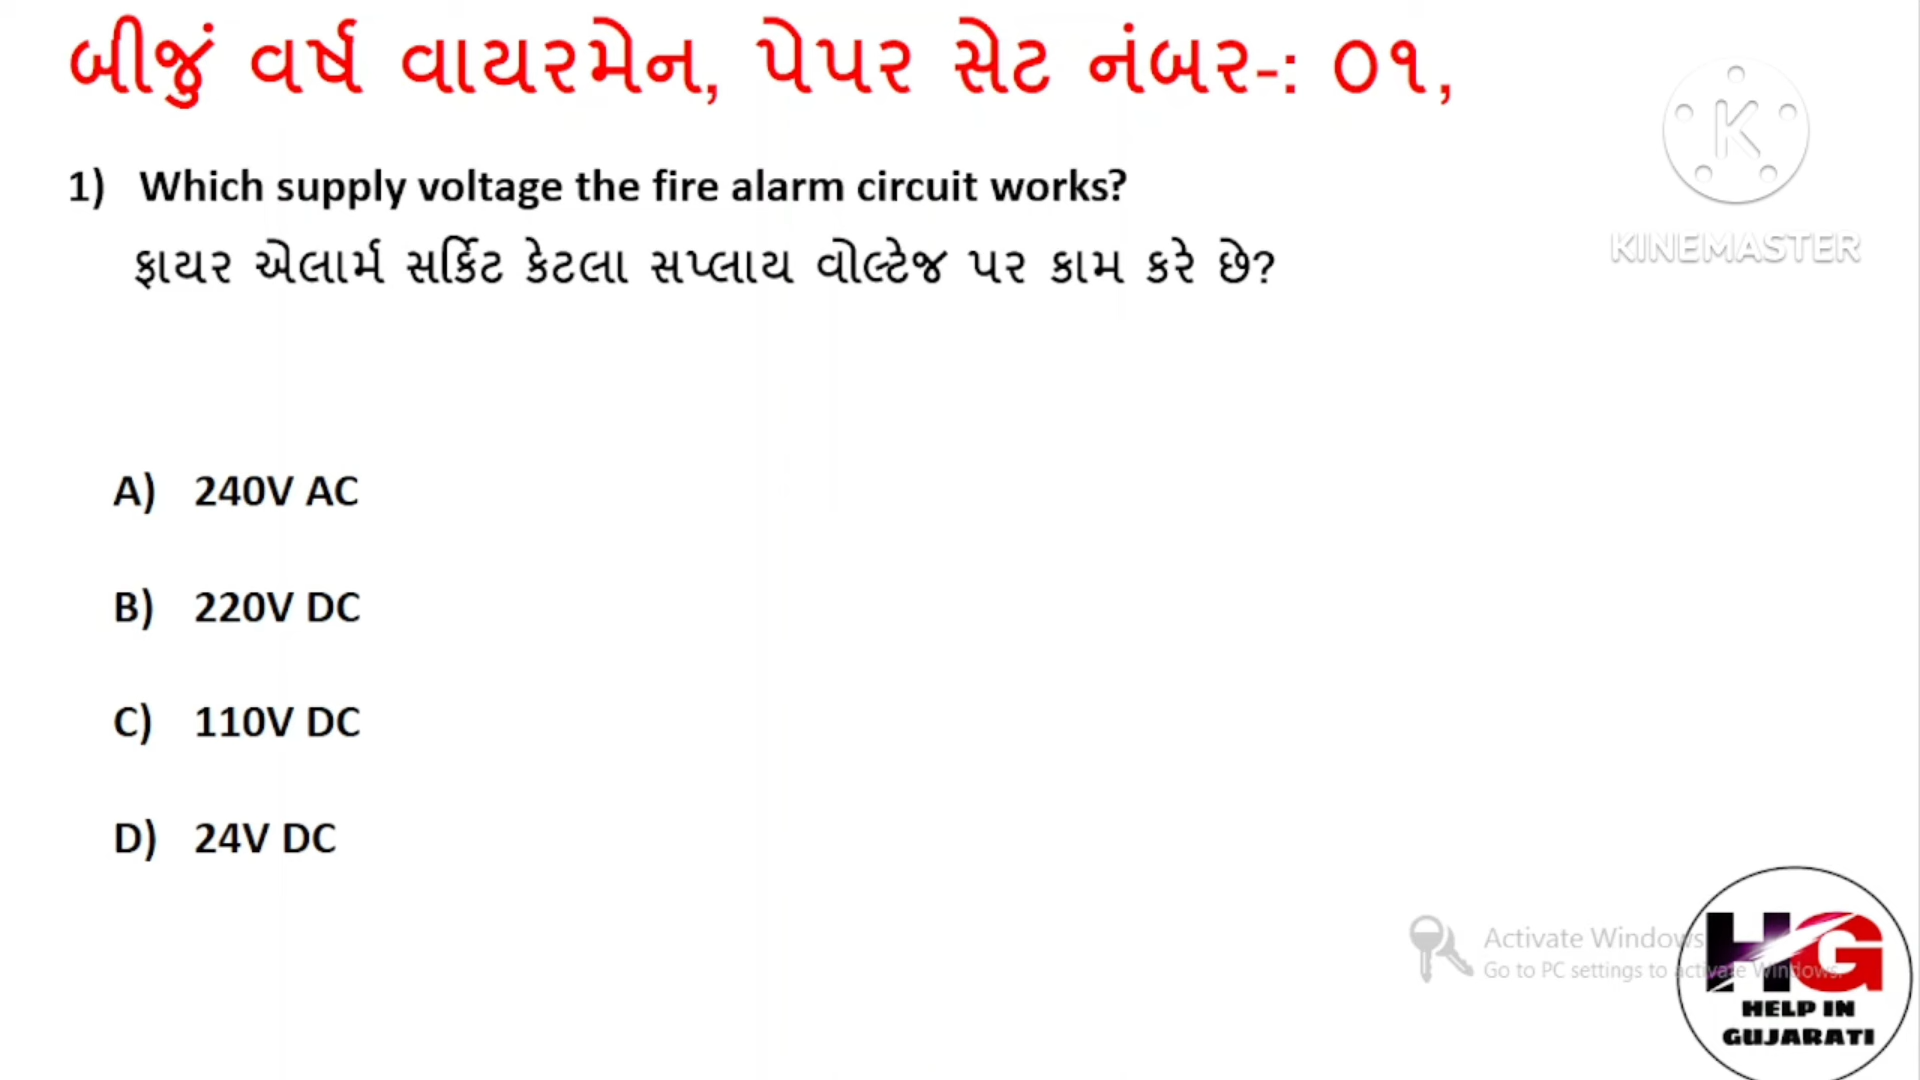 બીજું વર્ષ વાયરમેન, પેપર સેટ નંબર-: ૦૧,
K
KINEMASTER
1) Which supply voltage the fire alarm circuit works?
ફાયર એલાર્મ સર્કિટ કેટલા સપ્લાય વોલ્ટેજ પર કામ કરે છે?
A) 240V AC
B) 220V DC
C) 110V DC
D) 24V DC
Activate Windows
Go to PC settings to activate Windows.
HG
HELP IN
GUJARATI